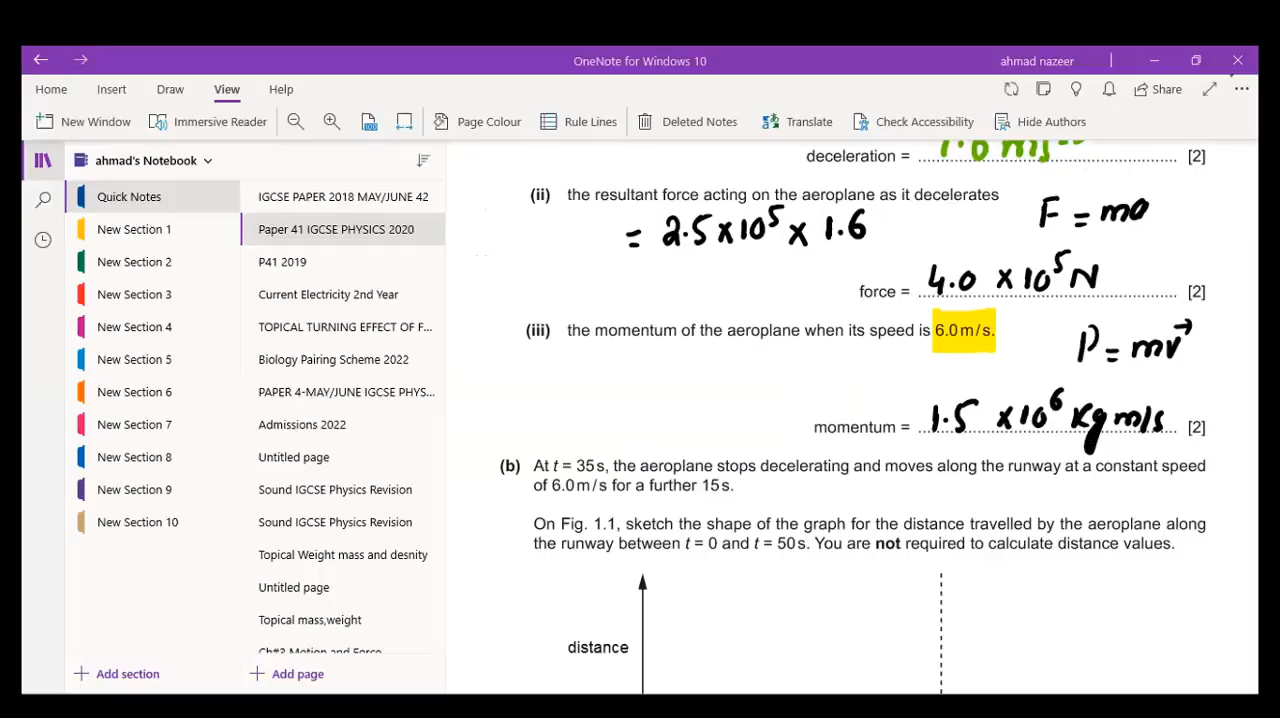 OneNote for Windows 10
ahmad nazeer
Home Insert Draw View Help
Share
New Window Immersive Reader Page Colour Rule Lines Deleted Notes Translate Check Accessibility Hide Authors
ahmad's Notebook
Quick Notes
New Section 1
New Section 2
New Section 3
New Section 4
New Section 5
New Section 6
New Section 7
New Section 8
New Section 9
New Section 10
Add section
IGCSE PAPER 2018 MAY/JUNE 42
Paper 41 IGCSE PHYSICS 2020
P41 2019
Current Electricity 2nd Year
TOPICAL TURNING EFFECT OF F...
Biology Pairing Scheme 2022
PAPER 4-MAY/JUNE IGCSE PHYS...
Admissions 2022
Untitled page
Sound IGCSE Physics Revision
Sound IGCSE Physics Revision
Topical Weight mass and desnity
Untitled page
Topical mass,weight
Ch#3 Motion and Force
Add page
deceleration = [2]
(ii) the resultant force acting on the aeroplane as it decelerates
F = ma
= 2.5 x 10⁵ x 1.6
force = 4.0 x 10⁵ N [2]
(iii) the momentum of the aeroplane when its speed is 6.0 m/s.
P = mv⃗
momentum = 1.5 x 10⁶ kg m/s [2]
(b) At t = 35 s, the aeroplane stops decelerating and moves along the runway at a constant speed
of 6.0 m/s for a further 15 s.
On Fig. 1.1, sketch the shape of the graph for the distance travelled by the aeroplane along
the runway between t = 0 and t = 50 s. You are not required to calculate distance values.
distance